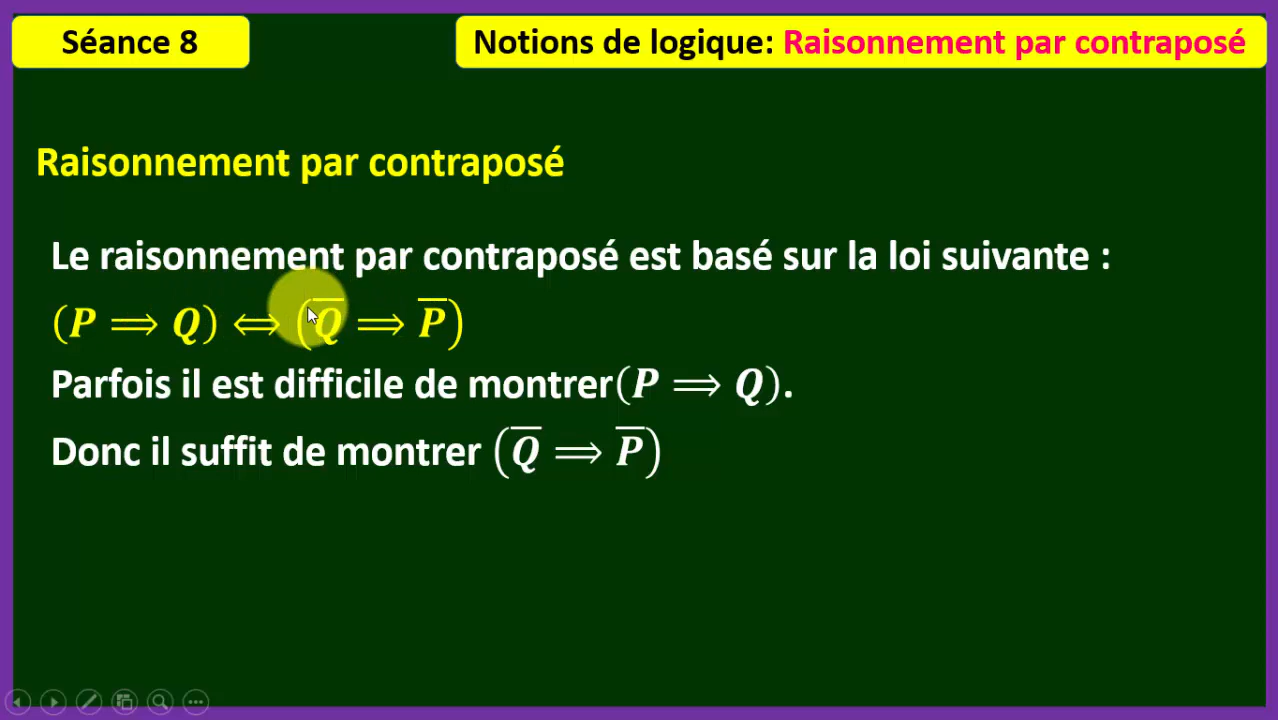 Séance 8
Notions de logique: Raisonnement par contraposé
Raisonnement par contraposé
Le raisonnement par contraposé est basé sur la loi suivante :
(P ⟹ Q) ⟺ (Q̅ ⟹ P̅)
Parfois il est difficile de montrer(P ⟹ Q).
Donc il suffit de montrer (Q̅ ⟹ P̅)